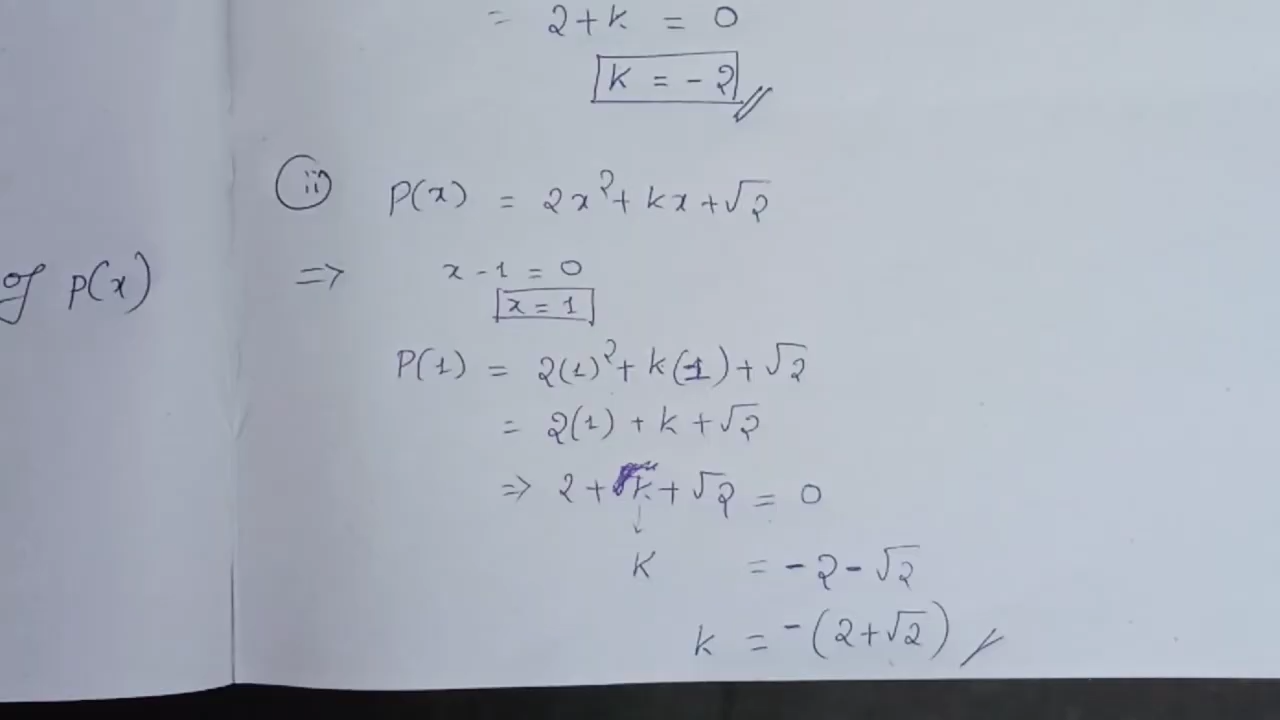 = 2+k = 0
k = -2
of p(x)
ii P(x) = 2x²+kx+√2
=> x-1=0
x=1
P(1) = 2(1)²+k(1)+√2
= 2(1)+k+√2
=> 2+k+√2 = 0
↓
K = -2-√2
k = -(2+√2)